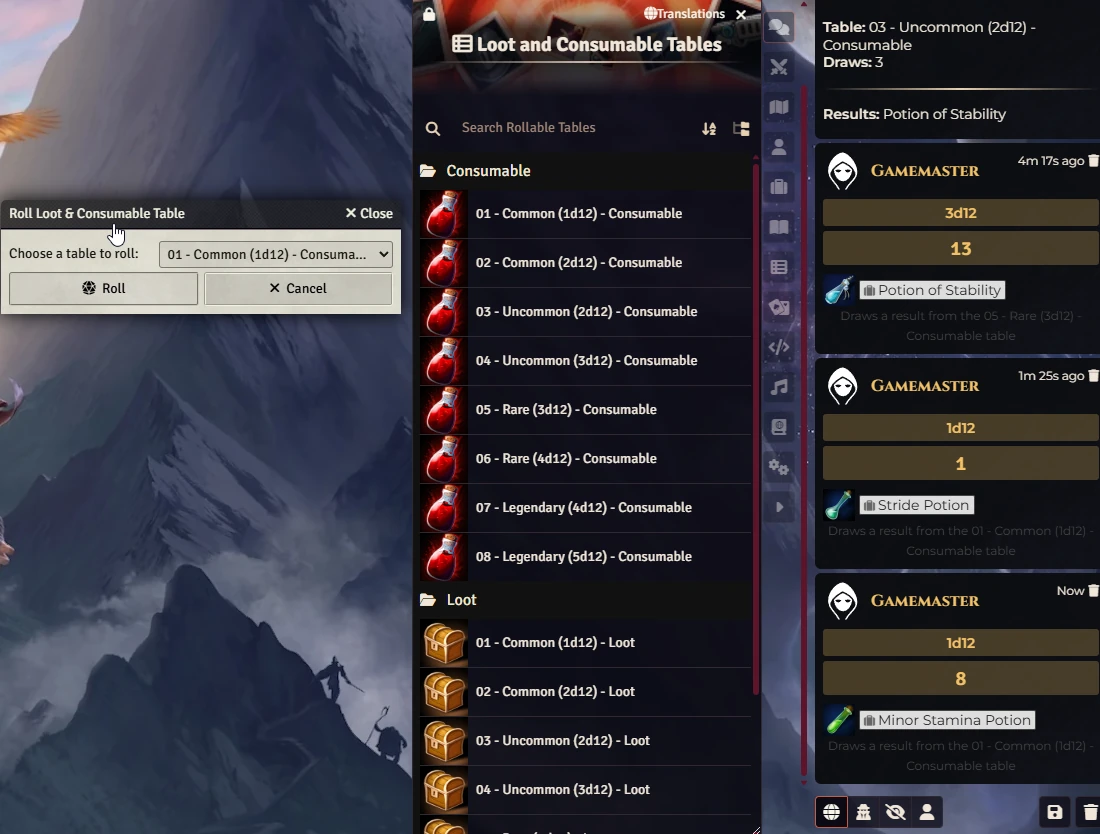 Roll Loot & Consumable Table
Close
Choose a table to roll:
01 - Common (1d12) - Consuma...
Roll
Cancel
Translations
Loot and Consumable Tables
Search Rollable Tables
Consumable
01 - Common (1d12) - Consumable
02 - Common (2d12) - Consumable
03 - Uncommon (2d12) - Consumable
04 - Uncommon (3d12) - Consumable
05 - Rare (3d12) - Consumable
06 - Rare (4d12) - Consumable
07 - Legendary (4d12) - Consumable
08 - Legendary (5d12) - Consumable
Loot
01 - Common (1d12) - Loot
02 - Common (2d12) - Loot
03 - Uncommon (2d12) - Loot
04 - Uncommon (3d12) - Loot
Table: 03 - Uncommon (2d12) -
Consumable
Draws: 3
Results: Potion of Stability
Gamemaster
4m 17s ago
3d12
13
Potion of Stability
Draws a result from the 05 - Rare (3d12) -
Consumable table
Gamemaster
1m 25s ago
1d12
1
Stride Potion
Draws a result from the 01 - Common (1d12) -
Consumable table
Gamemaster
Now
1d12
8
Minor Stamina Potion
Draws a result from the 01 - Common (1d12) -
Consumable table